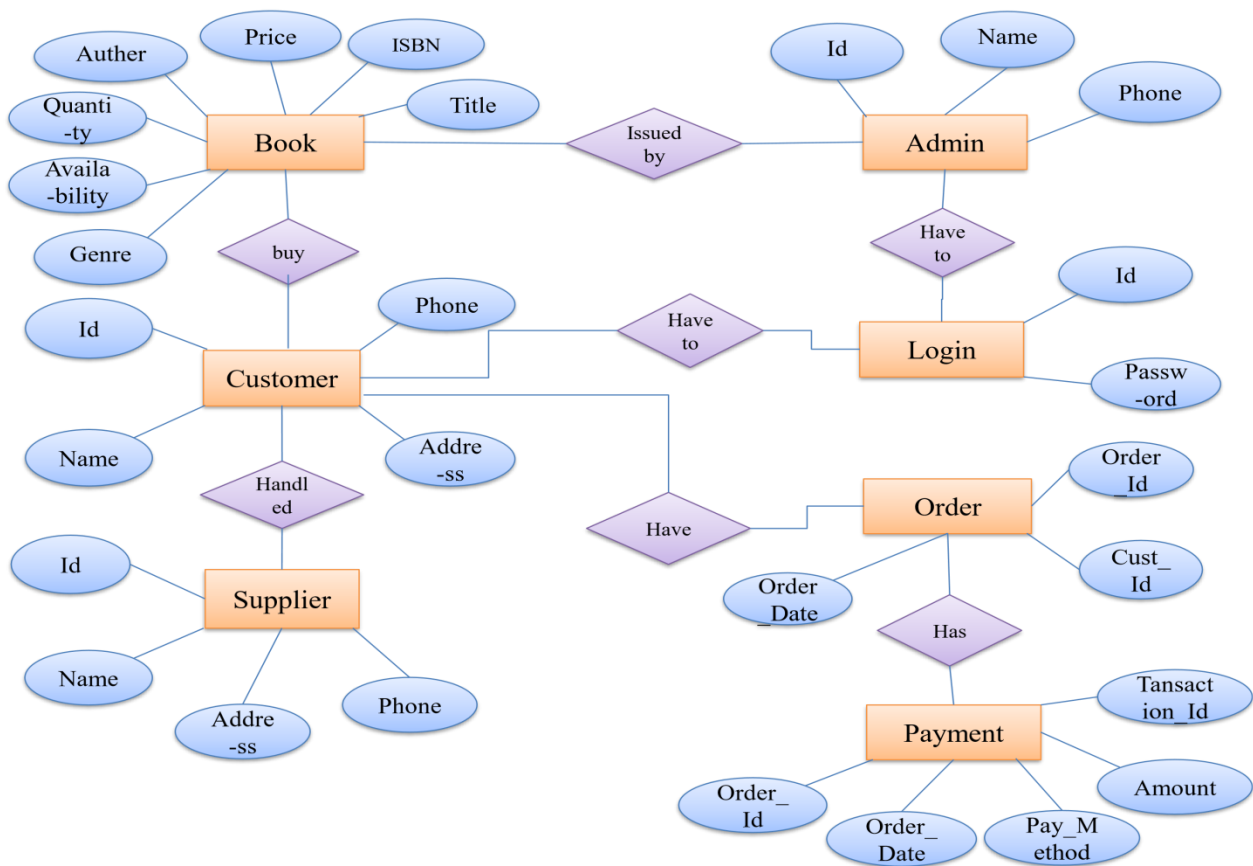 Auther
Price
ISBN
Title
Quanti
-ty
Book
Availa
-bility
Genre
Issued
by
Id
Name
Phone
Admin
buy
Have
to
Id
Phone
Customer
Name
Addre
-ss
Have
to
Id
Login
Passw
-ord
Handl
ed
Have
Order
Order
_Id
Cust_
Id
Order
_Date
Id
Supplier
Name
Addre
-ss
Phone
Has
Tansact
ion_Id
Payment
Amount
Order_
Id
Order_
Date
Pay_M
ethod